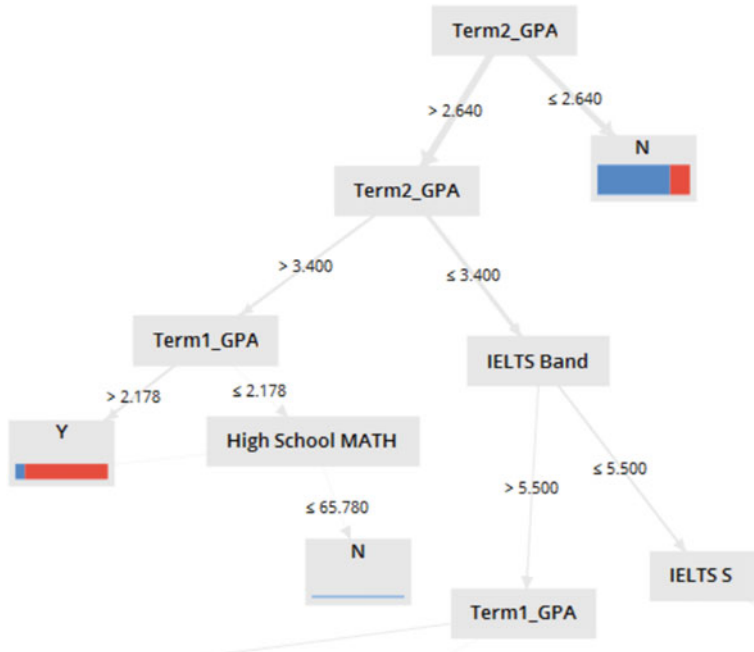 Term2_GPA
> 2.640
≤ 2.640
N
Term2_GPA
> 3.400
≤ 3.400
Term1_GPA
IELTS Band
> 2.178
≤ 2.178
Y
High School MATH
> 5.500
≤ 5.500
≤ 65.780
N
IELTS S
Term1_GPA